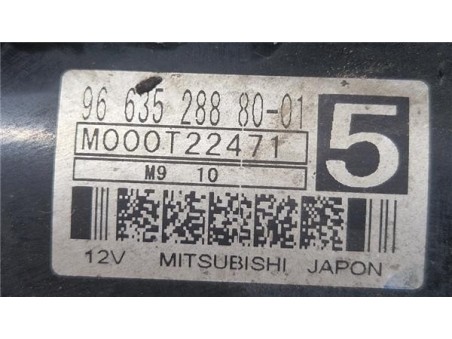 96 635 288 80-01
M000T22471
5
M9 10
12V MITSUBISHI JAPON